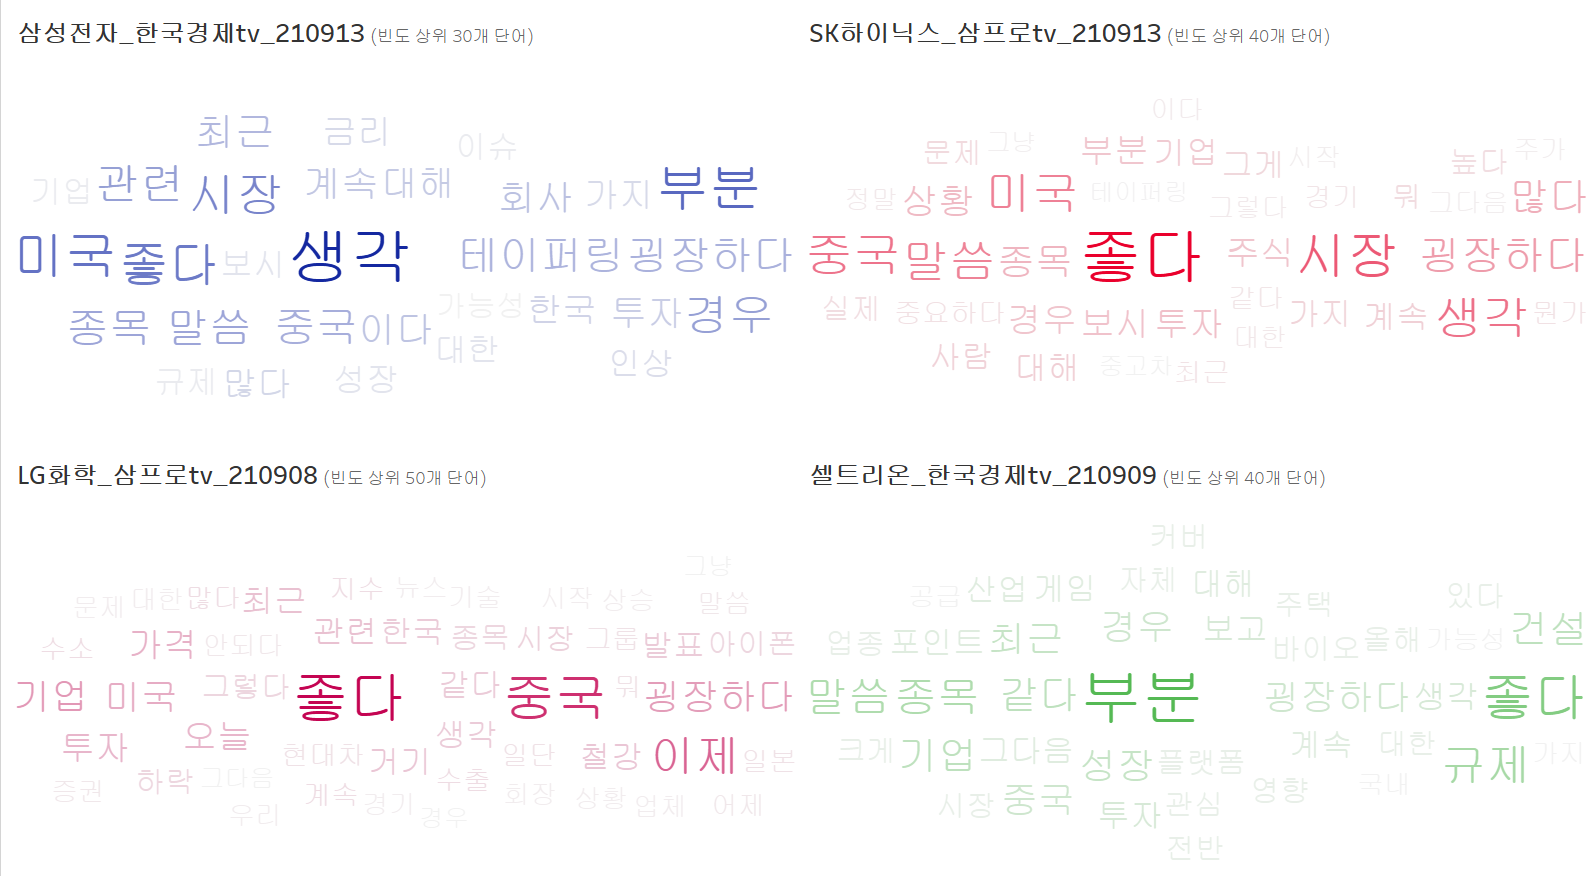 삼성전자_한국경제tv_210913 (빈도 상위 30개 단어)
최근 금리 이슈
기업 관련 시장 계속 대해 회사 가지 부분
미국 좋다 보시 생각 테이퍼링 굉장하다
종목 말씀 중국 이다 가능성 한국 투자 경우
대한 인상
규제 많다 성장
SK하이닉스_삼프로tv_210913 (빈도 상위 40개 단어)
이다
문제 그냥 부분 기업 그게 시작 높다 주가
정말 상황 미국 테이퍼링 그렇다 경기 뭐 그다음 많다
중국 말씀 종목 좋다 주식 시장 굉장하다
실제 중요하다 경우 보시 투자 같다 가지 계속 생각 뭔가
대한
사람 대해 중고차 최근
LG화학_삼프로tv_210908 (빈도 상위 50개 단어)
그냥
문제 대한 많다 최근 지수 뉴스 기술 시작 상승 말씀
수소 가격 안되다 관련 한국 종목 시장 그룹 발표 아이폰
기업 미국 그렇다 좋다 같다 중국 뭐 굉장하다
투자 오늘 현대차 거기 생각 일단 철강 이제 일본
증권 하락 그다음 계속 경기 수출 회장 상황 업체 어제
우리 경우
셀트리온_한국경제tv_210909 (빈도 상위 40개 단어)
커버
공급 산업 게임 자체 대해 주택 있다
업종 포인트 최근 경우 보고 바이오 올해 가능성 건설
말씀 종목 같다 부분 굉장하다 생각 좋다
크게 기업 그다음 성장 플랫폼 계속 대한 규제 가지
시장 중국 투자 관심 영향 국내
전반